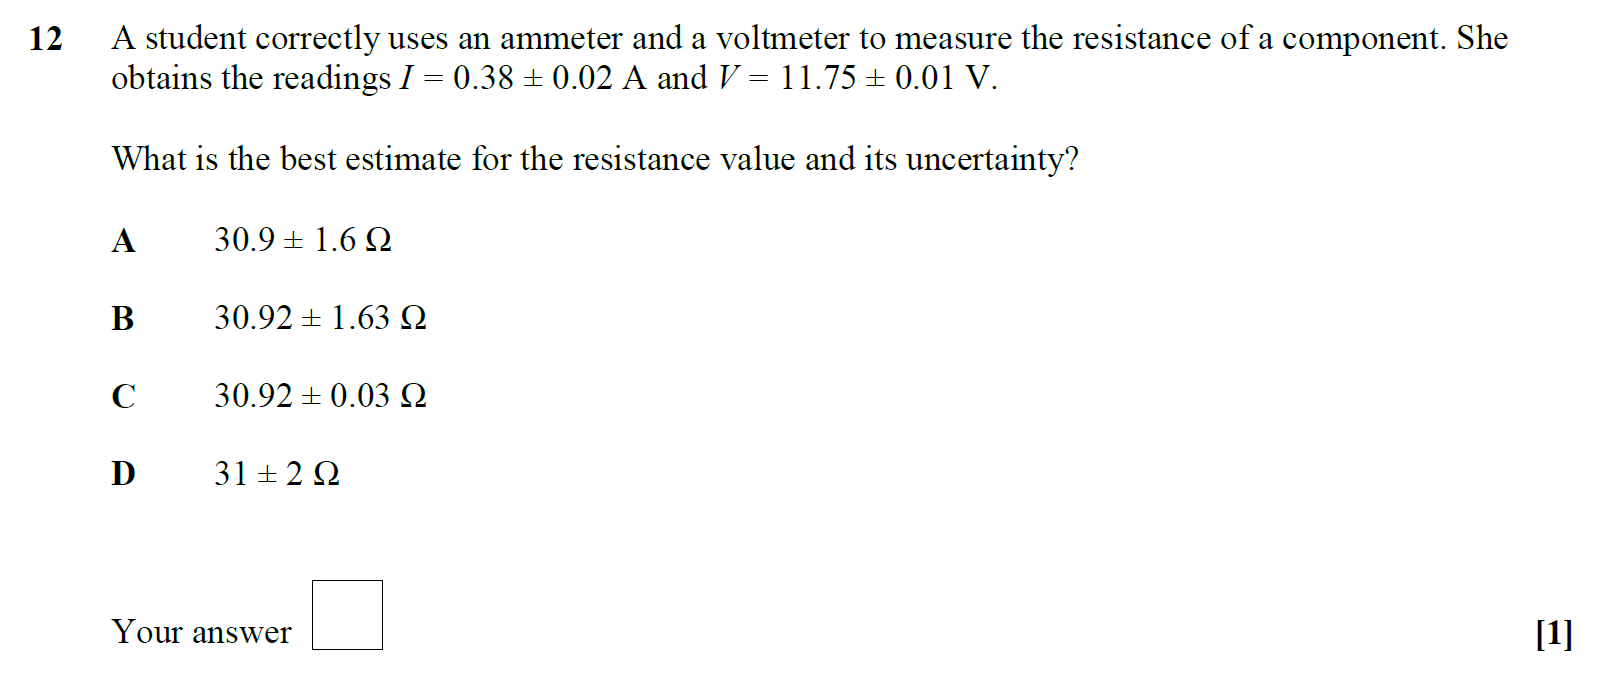 12 A student correctly uses an ammeter and a voltmeter to measure the resistance of a component. She
obtains the readings I = 0.38 ± 0.02 A and V = 11.75 ± 0.01 V.
What is the best estimate for the resistance value and its uncertainty?
A 30.9 ± 1.6 Ω
B 30.92 ± 1.63 Ω
C 30.92 ± 0.03 Ω
D 31 ± 2 Ω
Your answer [1]